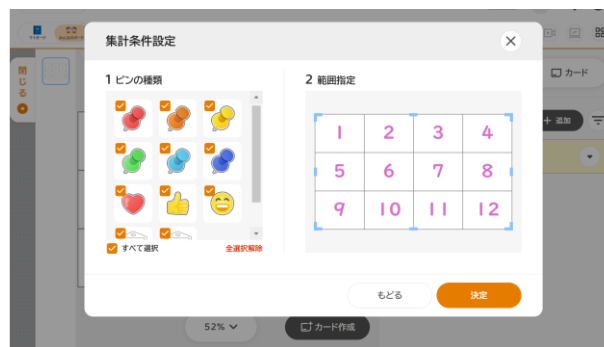 集計条件設定
1 ピンの種類
2 範囲指定
1 2 3 4
5 6 7 8
9 10 11 12
すべて選択
全選択解除
もどる
決定
閉じる
カード
+ 追加
52%
カード作成